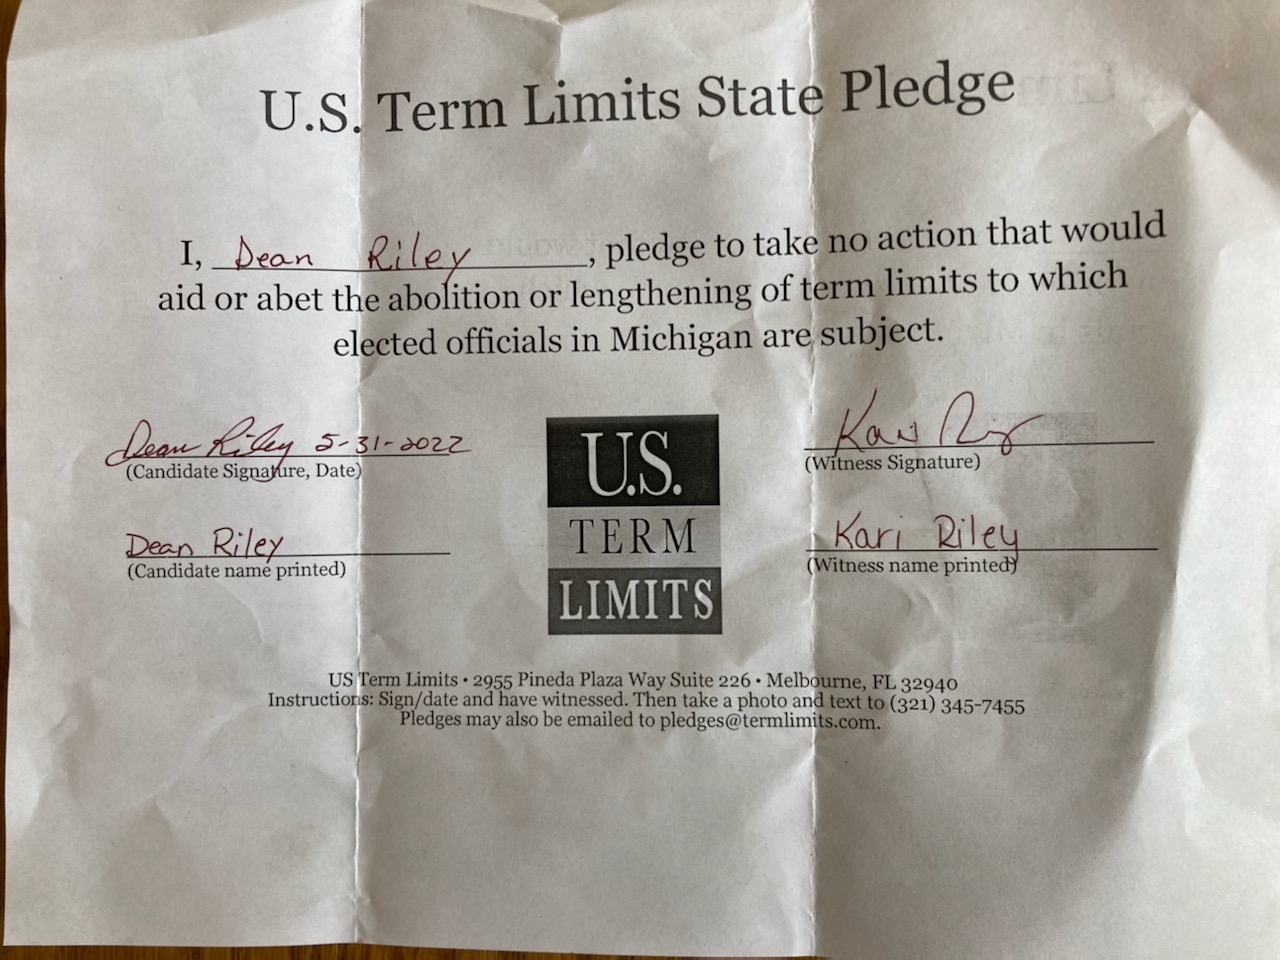 U.S. Term Limits State Pledge
I, Dean Riley, pledge to take no action that would
aid or abet the abolition or lengthening of term limits to which
elected officials in Michigan are subject.
Dean Riley 5-31-2022
(Candidate Signature, Date)
Dean Riley
(Candidate name printed)
U.S.
TERM
LIMITS
Kari Riley
(Witness Signature)
Kari Riley
(Witness name printed)
US Term Limits • 2955 Pineda Plaza Way Suite 226 • Melbourne, FL 32940
Instructions: Sign/date and have witnessed. Then take a photo and text to (321) 345-7455
Pledges may also be emailed to pledges@termlimits.com.